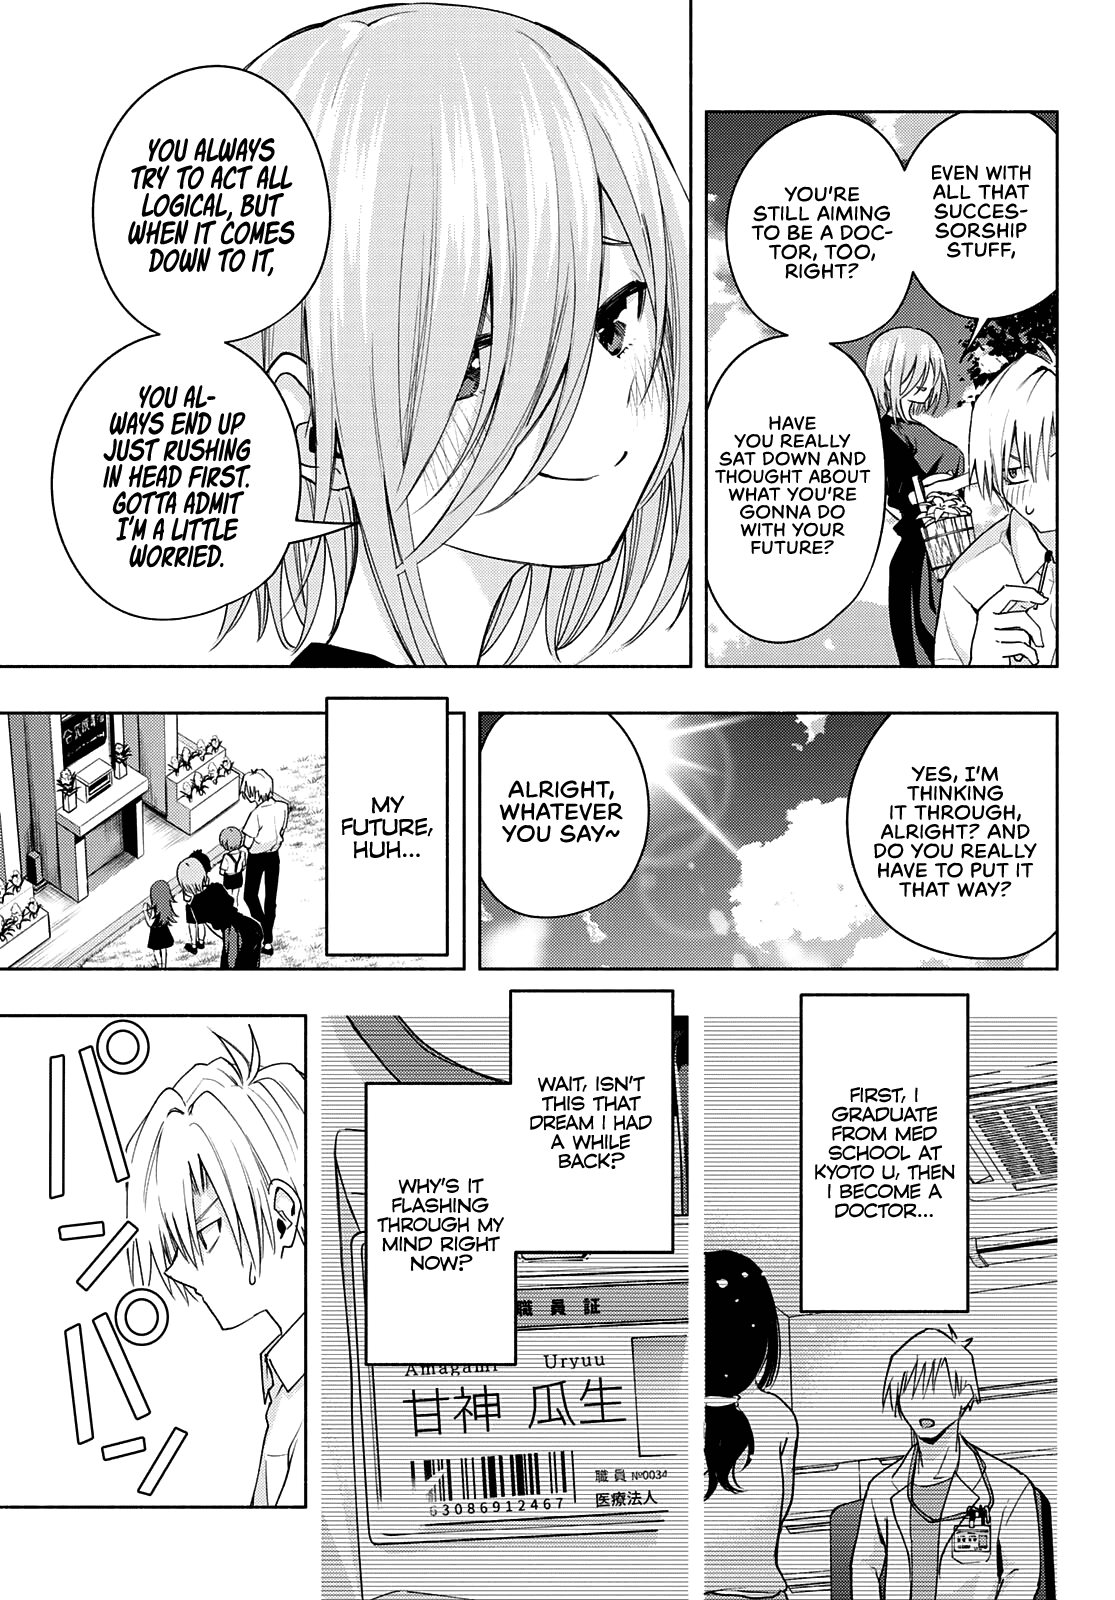 EVEN WITH
ALL THAT
SUCCES-
SORSHIP
STUFF,
YOU'RE
STILL AIMING
TO BE A DOC-
TOR, TOO,
RIGHT?
HAVE
YOU REALLY
SAT DOWN AND
THOUGHT ABOUT
WHAT YOU'RE
GONNA DO
WITH YOUR
FUTURE?
YOU ALWAYS
TRY TO ACT ALL
LOGICAL, BUT
WHEN IT COMES
DOWN TO IT,
YOU AL-
WAYS END UP
JUST RUSHING
IN HEAD FIRST.
GOTTA ADMIT
I'M A LITTLE
WORRIED.
YES, I'M
THINKING
IT THROUGH,
ALRIGHT? AND
DO YOU REALLY
HAVE TO PUT IT
THAT WAY?
ALRIGHT,
WHATEVER
YOU SAY~
MY
FUTURE,
HUH...
FIRST, I
GRADUATE
FROM MED
SCHOOL AT
KYOTO U, THEN
I BECOME A
DOCTOR...
WAIT, ISN'T
THIS THAT
DREAM I HAD
A WHILE
BACK?
WHY'S IT
FLASHING
THROUGH MY
MIND RIGHT
NOW?
職員証
Amagami Uryuu
甘神 瓜生
職員 №0034
医療法人
63086912467
ぽ
ー
ぽ
ー